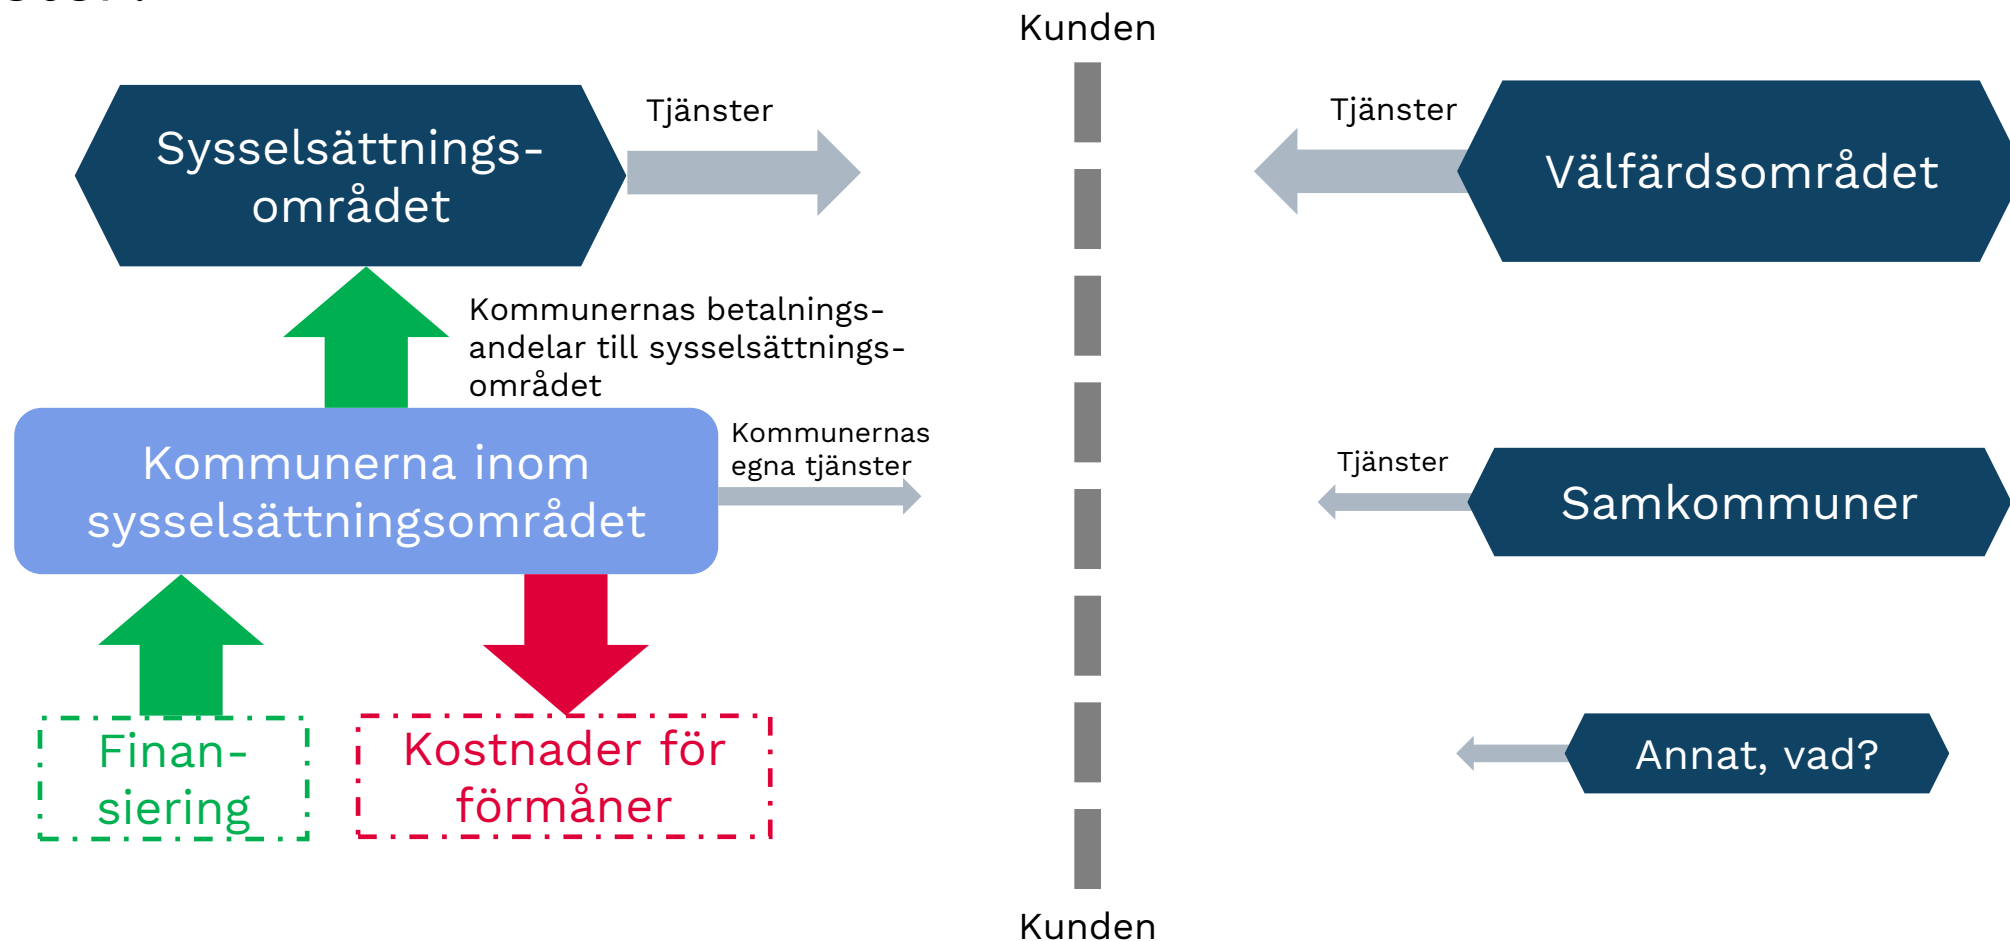 Kunden
Tjänster
Tjänster
Sysselsättnings-
området
Välfärdsområdet
Kommunernas betalnings-
andelar till sysselsättnings-
området
Kommunerna inom
sysselsättningsområdet
Kommunernas
egna tjänster
Tjänster
Samkommuner
Finan-
siering
Kostnader för
förmåner
Annat, vad?
Kunden